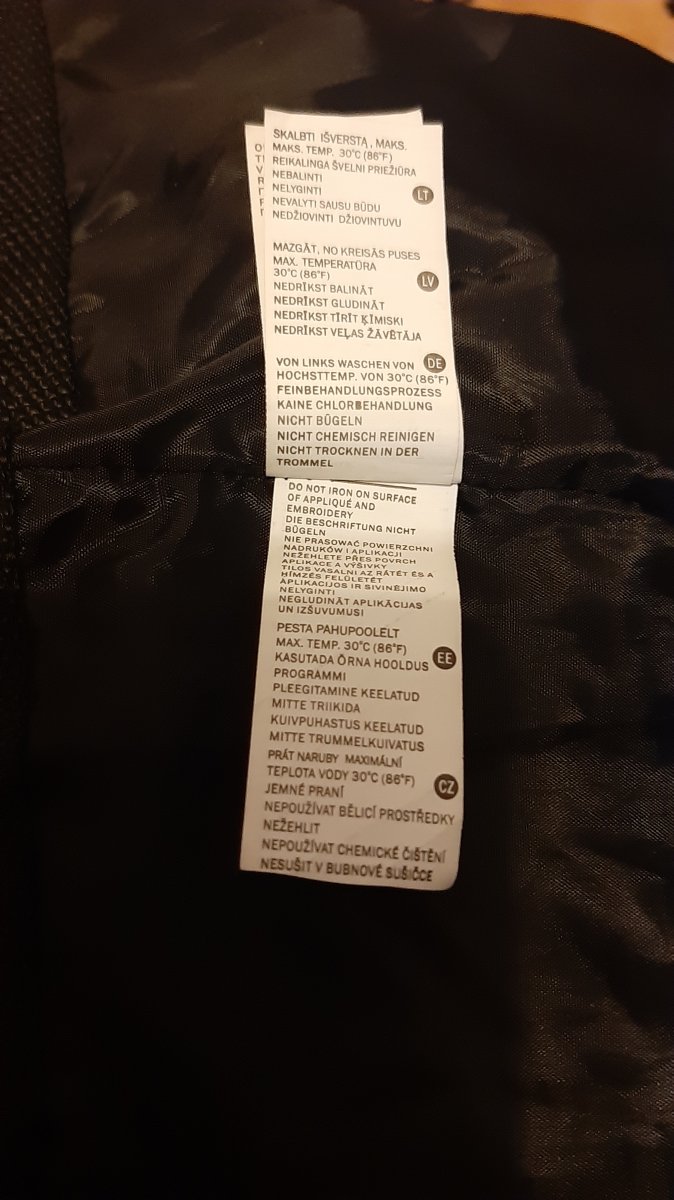 SKALBTI IŠVERSTĄ, MAKS.
MAKS. TEMP. 30°C (86°F)
REIKALINGA ŠVELNI PRIEŽIŪRA
NEBALINTI
NELYGINTI
NEVALYTI SAUSU BŪDU
NEDŽIOVINTI DŽIOVINTUVU
LT
MAZGĀT, NO KREISĀS PUSES
MAX. TEMPERATŪRA
30°C (86°F)
NEDRĪKST BALINĀT
NEDRĪKST GLUDINĀT
NEDRĪKST TĪRĪT ĶĪMISKI
NEDRĪKST VEĻAS ŽĀVĒTĀJA
LV
VON LINKS WASCHEN VON DE
HOCHSTTEMP. VON 30°C (86°F)
FEINBEHANDLUNGSPROZESS
KAINE CHLORBEHANDLUNG
NICHT BÜGELN
NICHT CHEMISCH REINIGEN
NICHT TROCKNEN IN DER
TROMMEL
DO NOT IRON ON SURFACE
OF APPLIQUÉ AND
EMBROIDERY
DIE BESCHRIFTUNG NICHT
BÜGELN
NIE PRASOWAĆ POWIERZCHNI
NADRUKÓW I APLIKACJI
NEŽEHLETE PŘES POVRCH
APLIKACE A VÝŠIVKY
TILOS VASALNI AZ RÁTÉT ÉS A
HÍMZÉS FELÜLETÉT
APLIKACIJOS IR SIVINĖJIMO
NELYGINTI
NEGLUDINĀT APLIKĀCIJAS
UN IZŠUVUMUS!
PESTA PAHUPOOLELT
MAX. TEMP. 30°C (86°F)
KASUTADA ÕRNA HOOLDUS EE
PROGRAMMI
PLEEGITAMINE KEELATUD
MITTE TRIIKIDA
KUIVPUHASTUS KEELATUD
MITTE TRUMMELKUIVATUS
PRÁT NARUBY MAXIMÁLNÍ
TEPLOTA VODY 30°C (86°F) CZ
JEMNÉ PRANÍ
NEPOUŽÍVAT BĚLICÍ PROSTŘEDKY
NEŽEHLIT
NEPOUŽÍVAT CHEMICKÉ ČIŠTĚNÍ
NESUŠIT V BUBNOVÉ SUŠIČCE